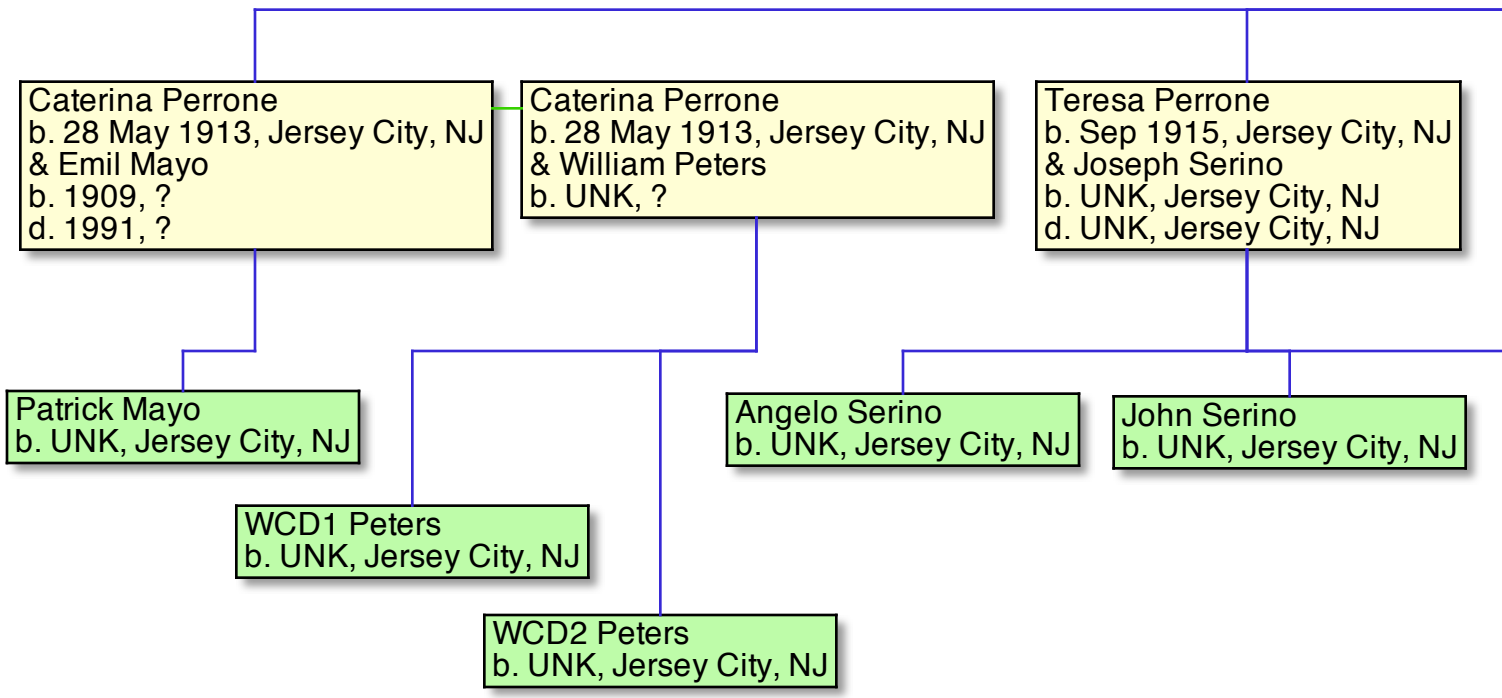 Caterina Perrone
b. 28 May 1913, Jersey City, NJ
& Emil Mayo
b. 1909, ?
d. 1991, ?
Caterina Perrone
b. 28 May 1913, Jersey City, NJ
& William Peters
b. UNK, ?
Teresa Perrone
b. Sep 1915, Jersey City, NJ
& Joseph Serino
b. UNK, Jersey City, NJ
d. UNK, Jersey City, NJ
Patrick Mayo
b. UNK, Jersey City, NJ
Angelo Serino
b. UNK, Jersey City, NJ
John Serino
b. UNK, Jersey City, NJ
WCD1 Peters
b. UNK, Jersey City, NJ
WCD2 Peters
b. UNK, Jersey City, NJ